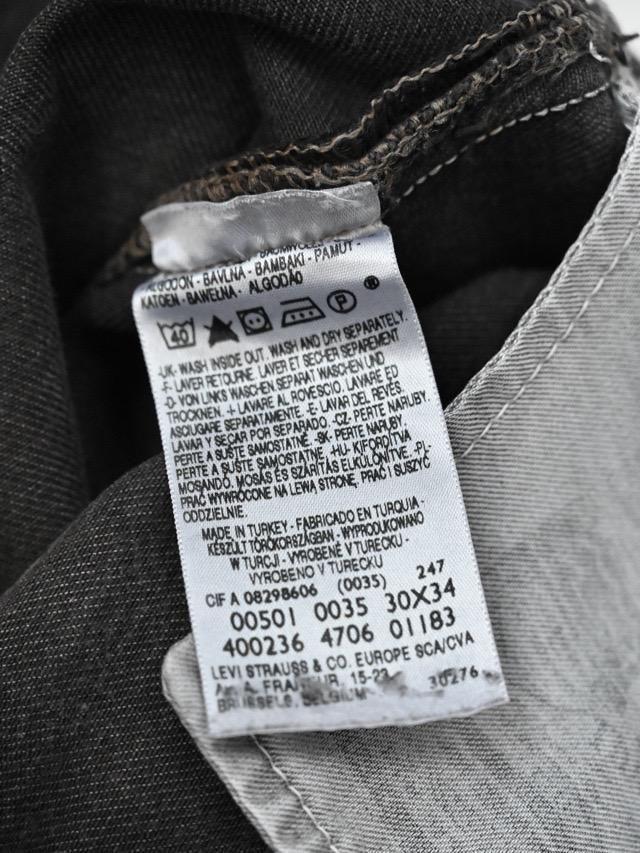 ALGODON - BAVLNA - BAMBAKI - PAMUT -
KATOEN - BAWEŁNA - ALGODÃO
®
40 P
-UK- WASH INSIDE OUT. WASH AND DRY SEPARATELY.
-F- LAVER RETOURNE. LAVER ET SECHER SEPAREMENT
-D- VON LINKS WASCHEN SEPARAT WASCHEN UND
TROCKNEN. -I- LAVARE AL ROVESCIO. LAVARE ED
ASCIUGARE SEPARATAMENTE. -E- LAVAR DEL REVÉS.
LAVAR Y SECAR POR SEPARADO. -CZ- PERTE NARUBY.
PERTE A SUŠTE SAMOSTATNĚ. -SK- PERTE NARUBY.
PERTE A SUŠTE SAMOSTATNE. -HU- KIFORDÍTVA
MOSANDÓ. MOSÁS ÉS SZÁRÍTÁS ELKÜLÖNÍTVE. -PL-
PRAĆ WYWRÓCONE NA LEWĄ STRONĘ, PRAĆ I SUSZYĆ
ODDZIELNIE.
MADE IN TURKEY - FABRICADO EN TURQUIA -
KÉSZÜLT TÖRÖKORSZÁGBAN - WYPRODUKOWANO
W TURCJI - VYROBENÉ V TURECKU -
VYROBENO V TURECKU
CIF A 08298606 (0035) 247
00501 0035 30X34
400236 4706 01183
LEVI STRAUSS & CO. EUROPE SCA/CVA
15-23 30276
BRUSSELS, BELGIUM